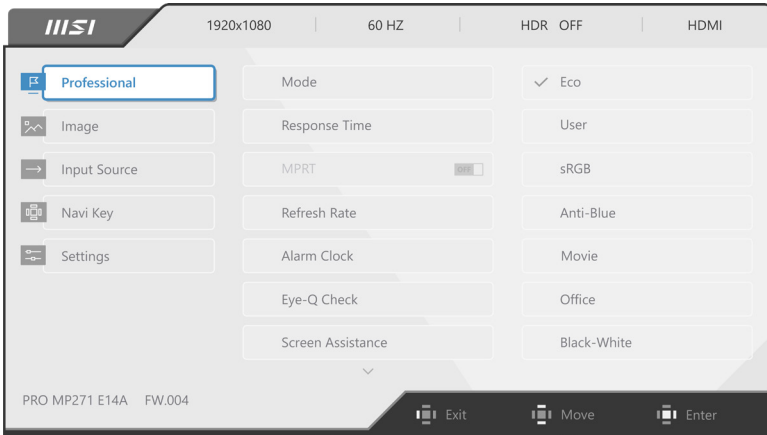 msi 1920x1080 60 HZ HDR OFF HDMI
Professional Mode Eco
Image Response Time User
Input Source MPRT OFF sRGB
Navi Key Refresh Rate Anti-Blue
Settings Alarm Clock Movie
Eye-Q Check Office
Screen Assistance Black-White
PRO MP271 E14A FW.004
Exit Move Enter